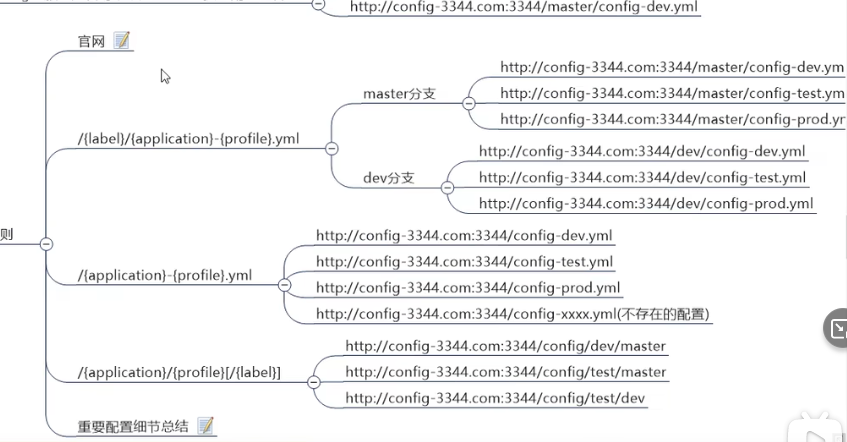 http://config-3344.com:3344/master/config-dev.yml
官网
http://config-3344.com:3344/master/config-dev.ym
master分支
http://config-3344.com:3344/master/config-test.ym
http://config-3344.com:3344/master/config-prod.yr
/{label}/{application}-{profile}.yml
http://config-3344.com:3344/dev/config-dev.yml
dev分支
http://config-3344.com:3344/dev/config-test.yml
http://config-3344.com:3344/dev/config-prod.yml
则
http://config-3344.com:3344/config-dev.yml
http://config-3344.com:3344/config-test.yml
/{application}-{profile}.yml
http://config-3344.com:3344/config-prod.yml
http://config-3344.com:3344/config-xxxx.yml(不存在的配置)
http://config-3344.com:3344/config/dev/master
/{application}/{profile}[/{label}]
http://config-3344.com:3344/config/test/master
http://config-3344.com:3344/config/test/dev
重要配置细节总结